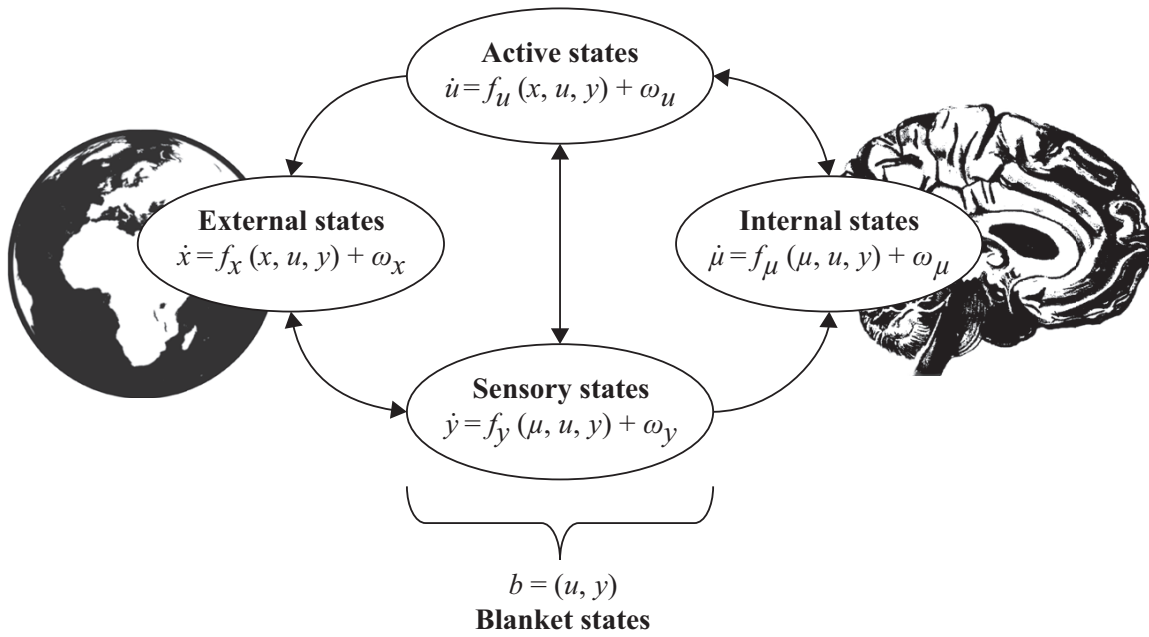 Active states
u̇ = f_u (x, u, y) + ω_u
External states
ẋ = f_x (x, u, y) + ω_x
Internal states
μ̇ = f_μ (μ, u, y) + ω_μ
Sensory states
ẏ = f_y (μ, u, y) + ω_y
b = (u, y)
Blanket states